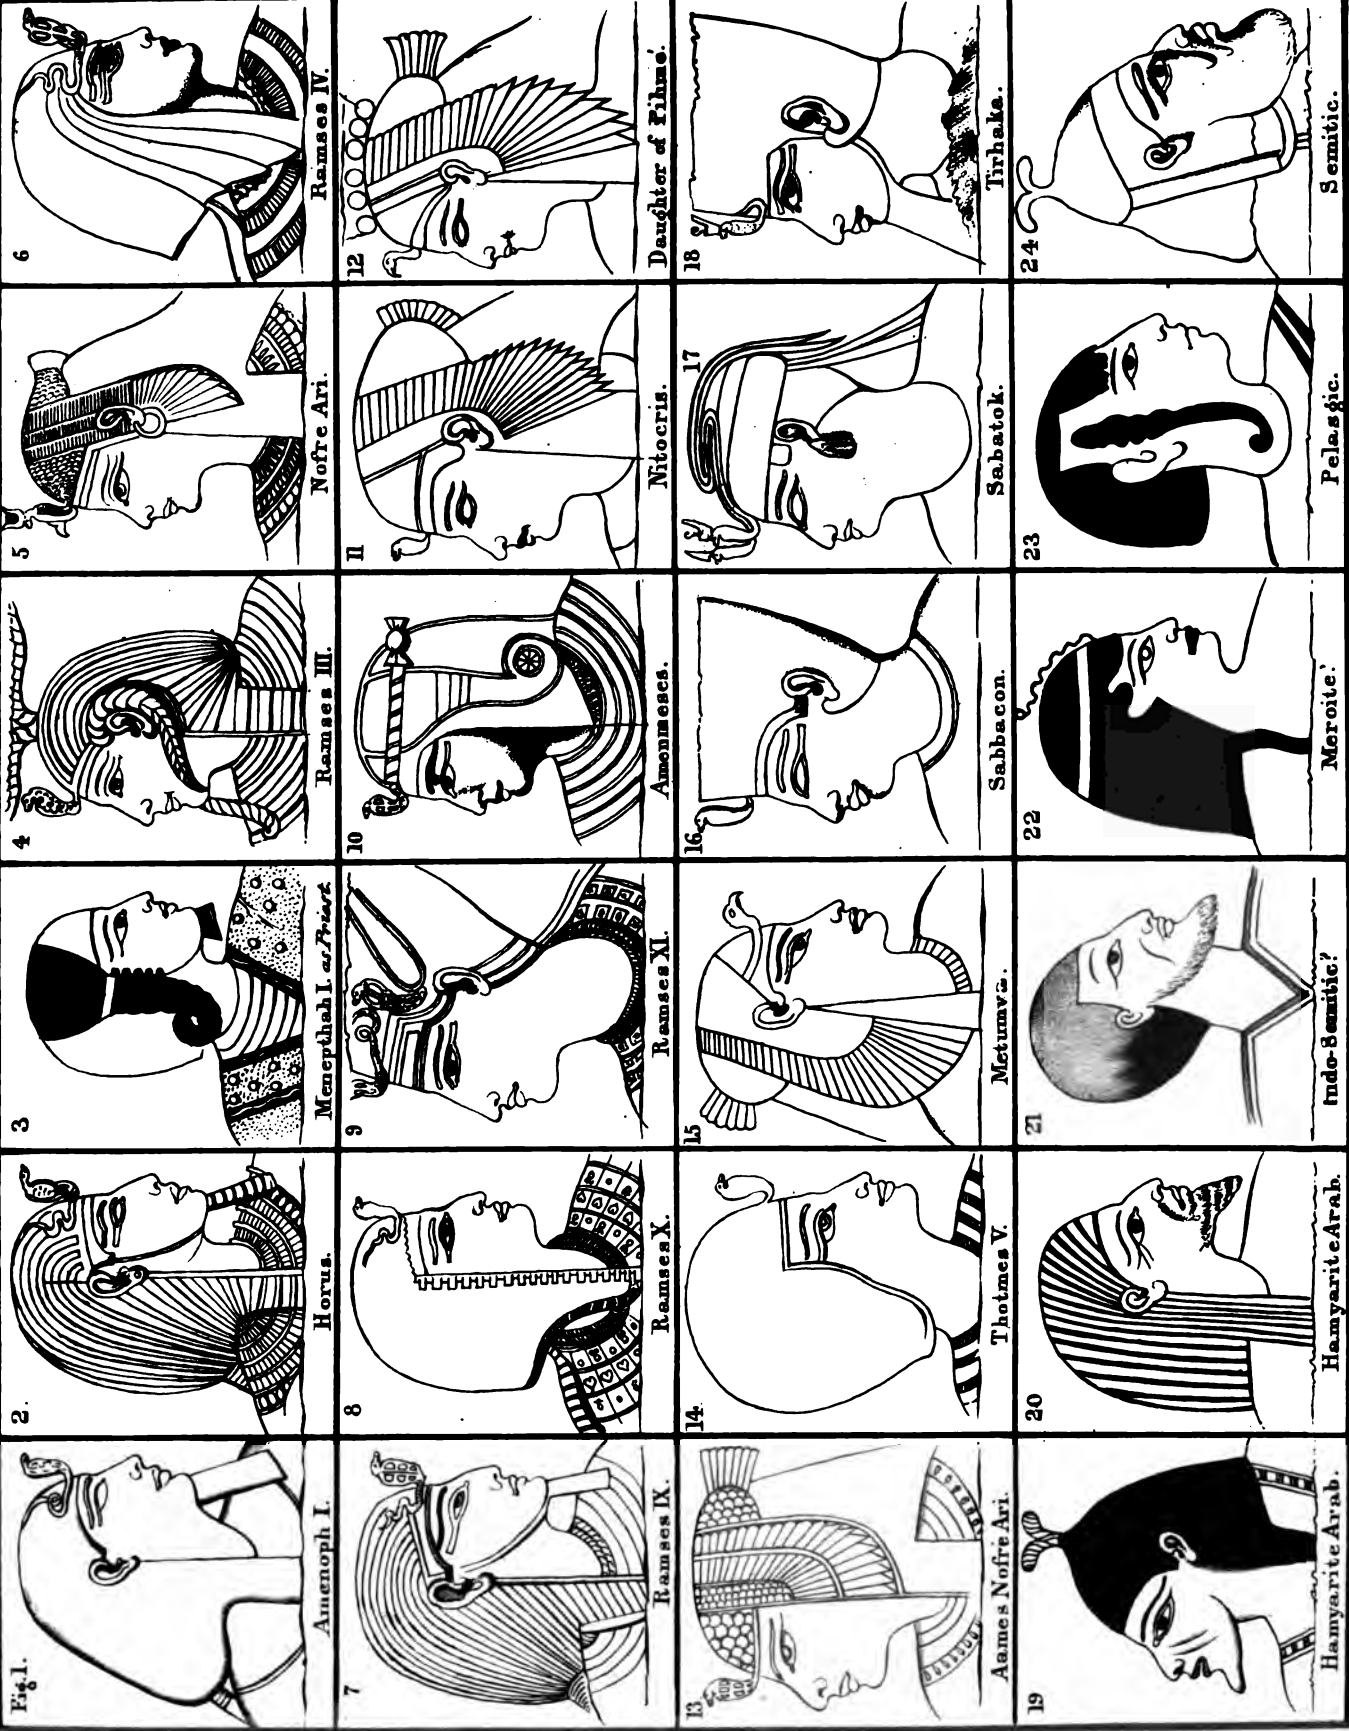 Fig. 1.
Amenoph I.
2.
Horus.
3
Menepthah I. as Priest.
4
Ramses III.
5
Nofre Ari.
6
Ramses IV.
7
Ramses IX.
8
Ramses X.
9
Ramses XI.
10
Amenmeses.
11
Nitocris.
12
Daughter of Pihmé.
13
Aames Nofre Ari.
14.
Thotmes V.
15
Metumva.
16
Sabbacon.
17
Sabatok.
18
Tirhaka.
19
Hamyarite Arab.
20
Hamyarite Arab.
21
Indo-Semitic?
22
Meroite?
23
Pelasgic.
24
Semitic.